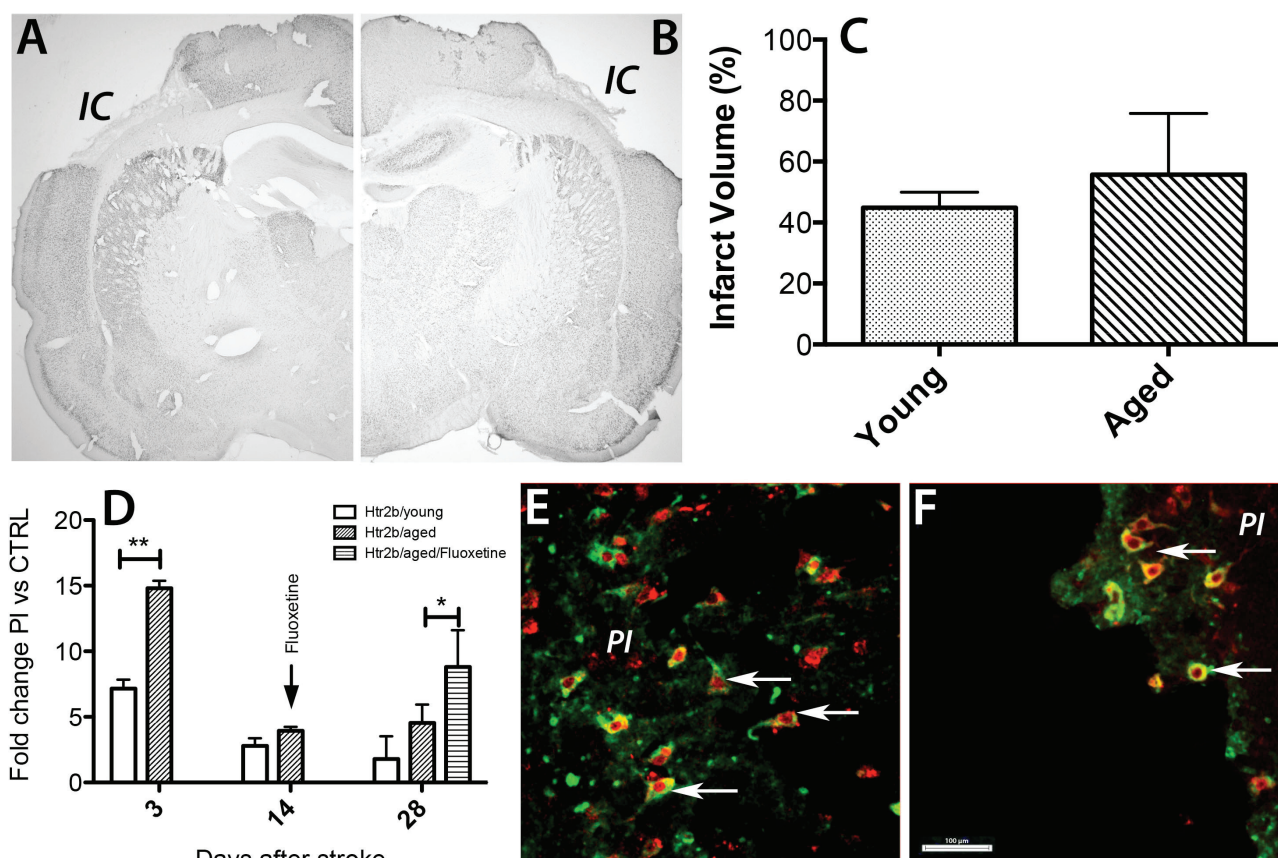 A
IC
B
IC
C
Infarct Volume (%)
100
80
60
40
20
0
Young
Aged
D
Fold change PI vs CTRL
20
15
10
5
0
**
Fluoxetine
*
Htr2b/young
Htr2b/aged
Htr2b/aged/Fluoxetine
3
14
28
Days after stroke
E
PI
F
PI
100 µm